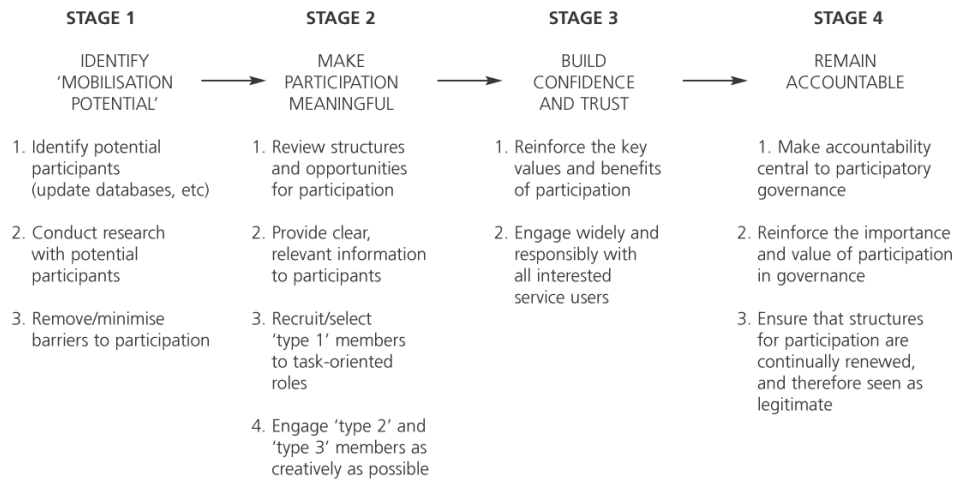 STAGE 1
IDENTIFY
‘MOBILISATION
POTENTIAL’
1. Identify potential
participants
(update databases, etc)
2. Conduct research
with potential
participants
3. Remove/minimise
barriers to participation
STAGE 2
MAKE
PARTICIPATION
MEANINGFUL
1. Review structures
and opportunities
for participation
2. Provide clear,
relevant information
to participants
3. Recruit/select
‘type 1’ members
to task-oriented
roles
4. Engage ‘type 2’ and
‘type 3’ members as
creatively as possible
STAGE 3
BUILD
CONFIDENCE
AND TRUST
1. Reinforce the key
values and benefits
of participation
2. Engage widely and
responsibly with
all interested
service users
STAGE 4
REMAIN
ACCOUNTABLE
1. Make accountability
central to participatory
governance
2. Reinforce the importance
and value of participation
in governance
3. Ensure that structures
for participation are
continually renewed,
and therefore seen as
legitimate